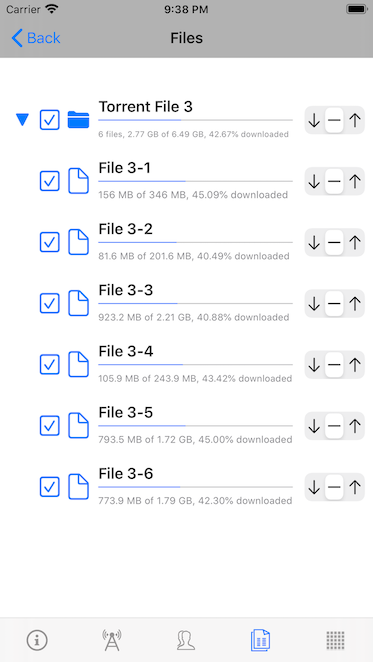 Carrier 9:38 PM
Back Files
Torrent File 3
6 files, 2.77 GB of 6.49 GB, 42.67% downloaded
File 3-1
156 MB of 346 MB, 45.09% downloaded
File 3-2
81.6 MB of 201.6 MB, 40.49% downloaded
File 3-3
923.2 MB of 2.21 GB, 40.88% downloaded
File 3-4
105.9 MB of 243.9 MB, 43.42% downloaded
File 3-5
793.5 MB of 1.72 GB, 45.00% downloaded
File 3-6
773.9 MB of 1.79 GB, 42.30% downloaded